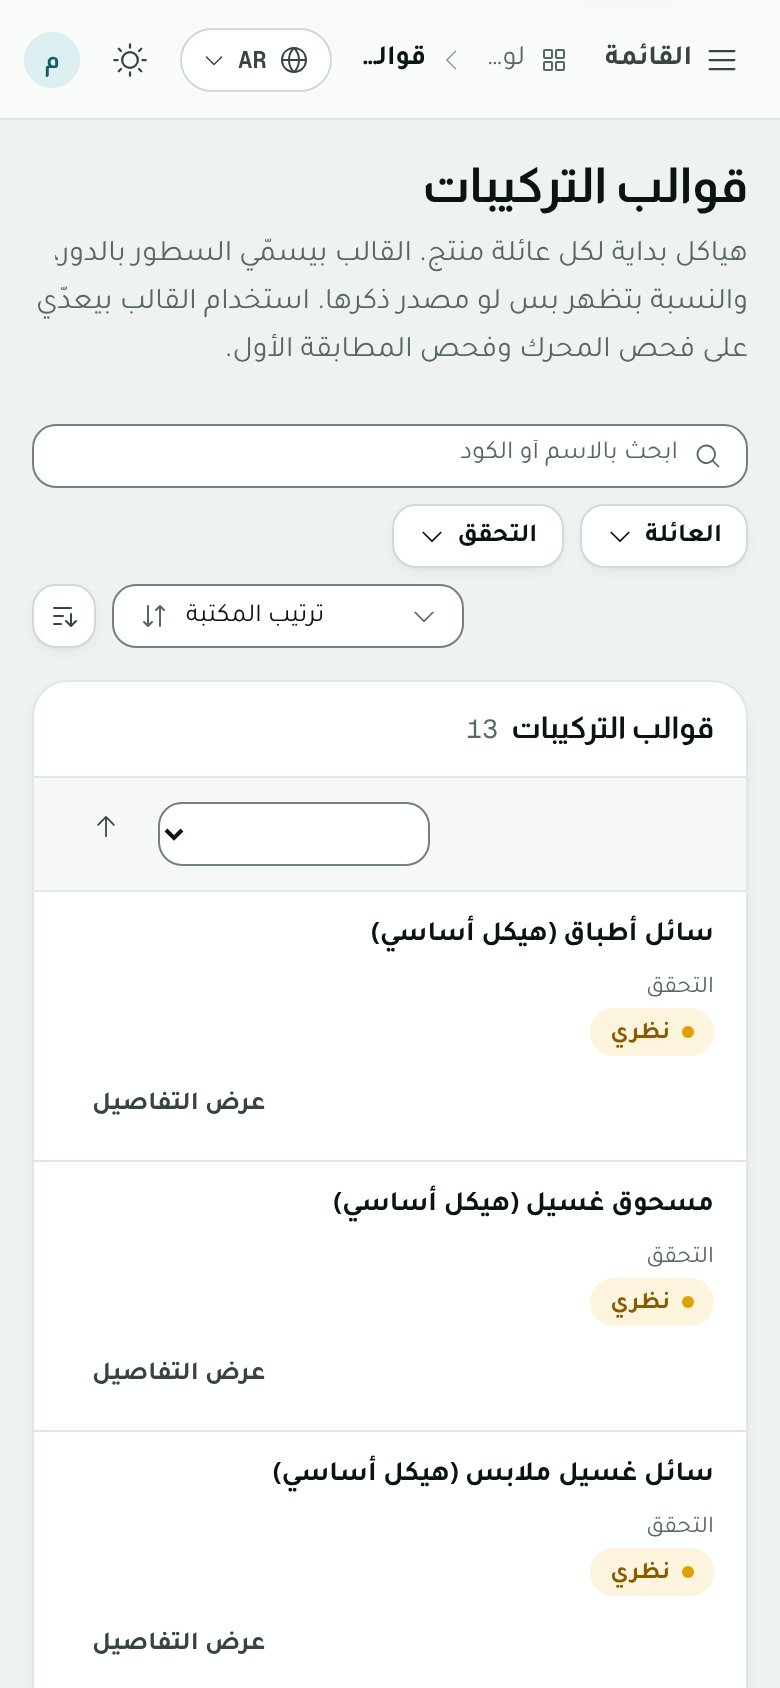 القائمة
لو...
قوالـ...
AR
م
قوالب التركيبات
هياكل بداية لكل عائلة منتج. القالب بيسمّي السطور بالدور،
والنسبة بتظهر بس لو مصدر ذكرها. استخدام القالب بيعدّي
على فحص المحرك وفحص المطابقة الأول.
ابحث بالاسم أو الكود
العائلة
التحقق
ترتيب المكتبة
قوالب التركيبات 13
سائل أطباق (هيكل أساسي)
التحقق
نظري
عرض التفاصيل
مسحوق غسيل (هيكل أساسي)
التحقق
نظري
عرض التفاصيل
سائل غسيل ملابس (هيكل أساسي)
التحقق
نظري
عرض التفاصيل